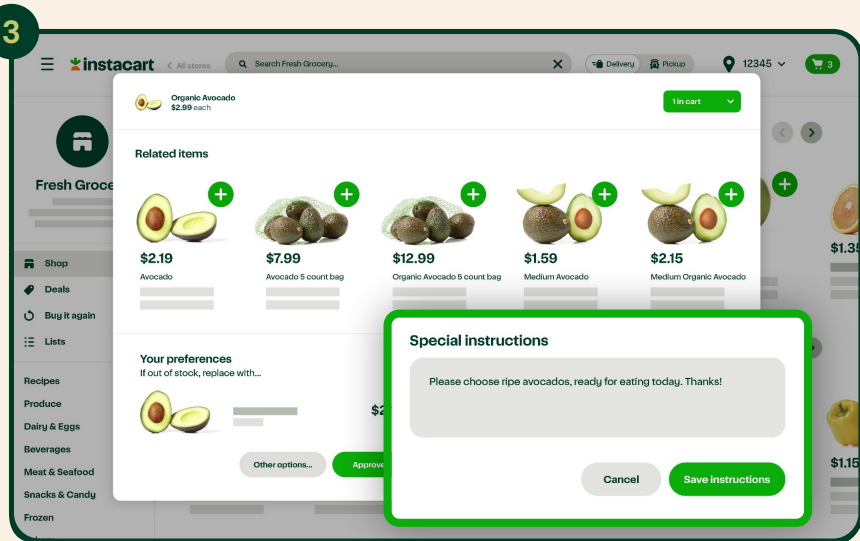 3
instacart
All stores
Search Fresh Grocery...
Delivery
Pickup
12345
3
Organic Avocado
$2.99 each
1 in cart
Related items
$2.19
Avocado
$7.99
Avocado 5 count bag
$12.99
Organic Avocado 5 count bag
$1.59
Medium Avocado
$2.15
Medium Organic Avocado
Fresh Groce
Shop
Deals
Buy it again
Lists
Recipes
Produce
Dairy & Eggs
Beverages
Meat & Seafood
Snacks & Candy
Frozen
Your preferences
If out of stock, replace with...
$2
Other options...
Approve
Special instructions
Please choose ripe avocados, ready for eating today. Thanks!
Cancel
Save instructions
$1.35
$1.15